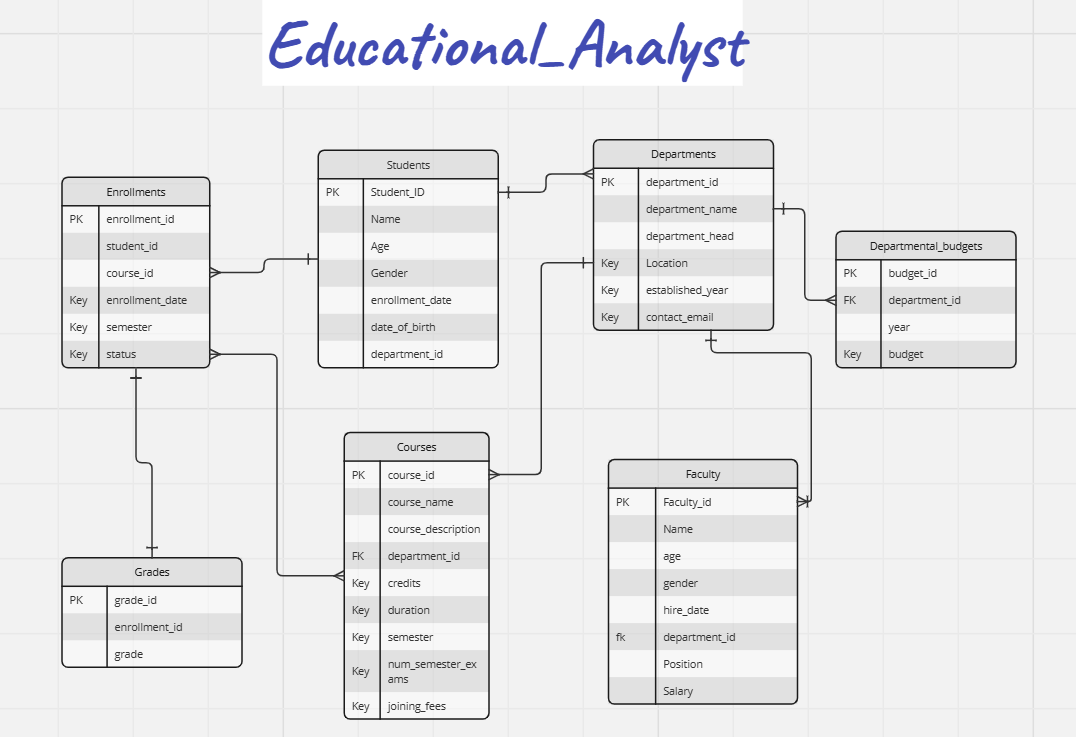 Educational_Analyst
Enrollments
PK enrollment_id
student_id
course_id
Key enrollment_date
Key semester
Key status
Students
PK Student_ID
Name
Age
Gender
enrollment_date
date_of_birth
department_id
Departments
PK department_id
department_name
department_head
Key Location
Key established_year
Key contact_email
Departmental_budgets
PK budget_id
FK department_id
year
Key budget
Grades
PK grade_id
enrollment_id
grade
Courses
PK course_id
course_name
course_description
FK department_id
Key credits
Key duration
Key semester
Key num_semester_ex
ams
Key joining_fees
Faculty
PK Faculty_id
Name
age
gender
hire_date
fk department_id
Position
Salary